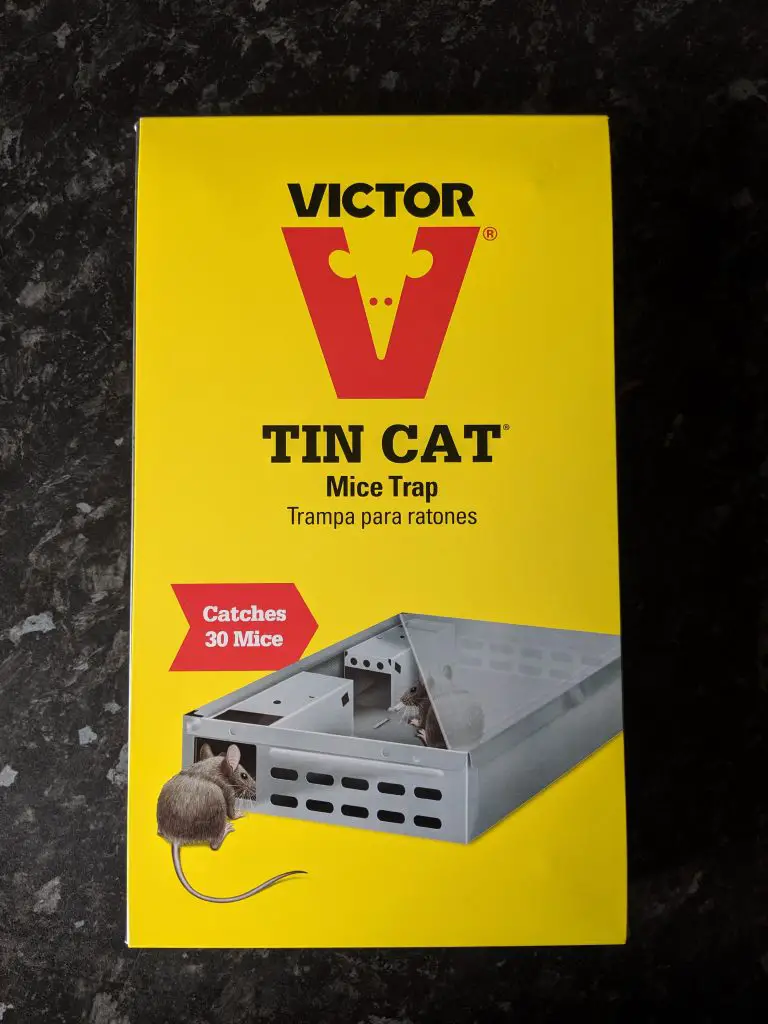 VICTOR
®
TIN CAT®
Mice Trap
Trampa para ratones
Catches
30 Mice